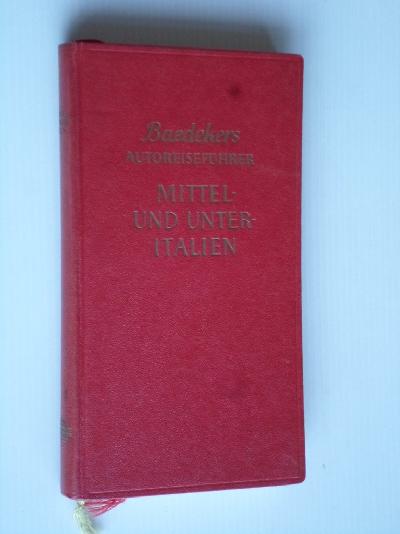 Baedekers
AUTOREISEFÜHRER
MITTEL-
UND UNTER-
ITALIEN